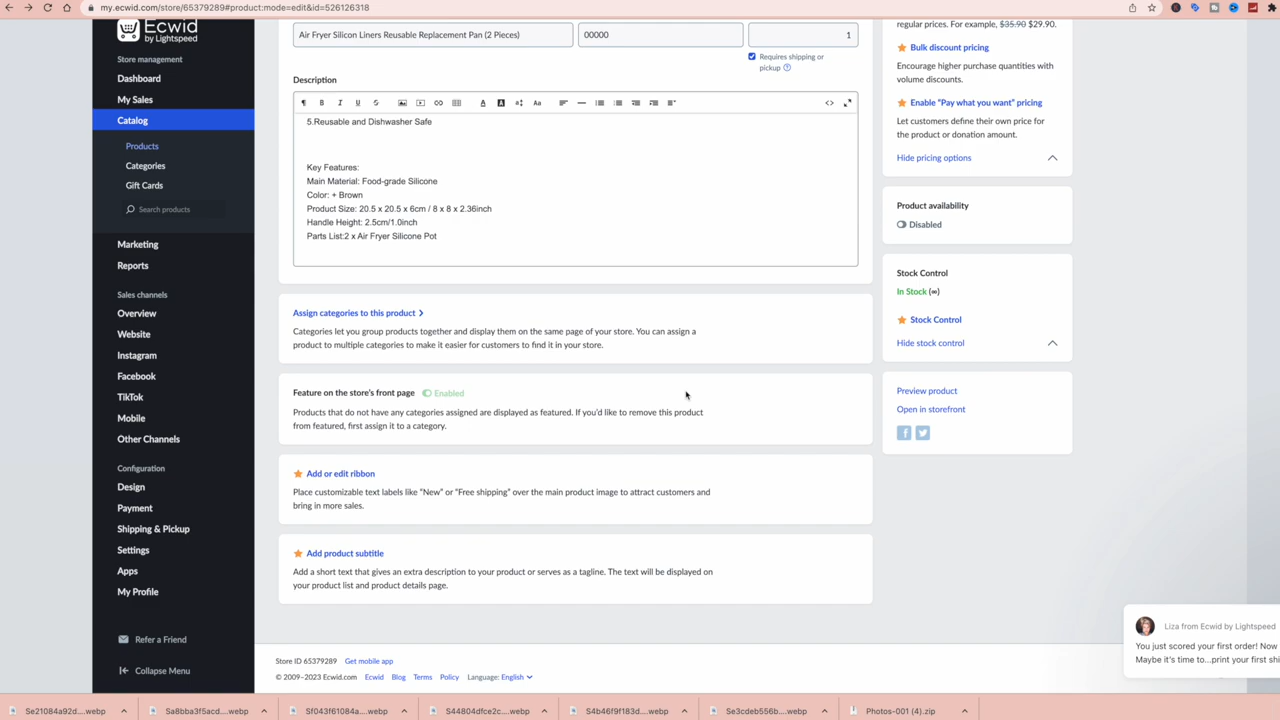 my.ecwid.com/store/65379289#product:mode=edit&id=526126318
Ecwid
by Lightspeed
Store management
Dashboard
My Sales
Catalog
Products
Categories
Gift Cards
Search products
Marketing
Reports
Sales channels
Overview
Website
Instagram
Facebook
TikTok
Mobile
Other Channels
Configuration
Design
Payment
Shipping & Pickup
Settings
Apps
My Profile
Refer a Friend
Collapse Menu
Air Fryer Silicon Liners Reusable Replacement Pan (2 Pieces)
00000
1
Requires shipping or
pickup
Description
5.Reusable and Dishwasher Safe
Key Features:
Main Material: Food-grade Silicone
Color: + Brown
Product Size: 20.5 x 20.5 x 6cm / 8 x 8 x 2.36inch
Handle Height: 2.5cm/1.0inch
Parts List:2 x Air Fryer Silicone Pot
Assign categories to this product
Categories let you group products together and display them on the same page of your store. You can assign a
product to multiple categories to make it easier for customers to find it in your store.
Feature on the store's front page Enabled
Products that do not have any categories assigned are displayed as featured. If you'd like to remove this product
from featured, first assign it to a category.
Add or edit ribbon
Place customizable text labels like "New" or "Free shipping" over the main product image to attract customers and
bring in more sales.
Add product subtitle
Add a short text that gives an extra description to your product or serves as a tagline. The text will be displayed on
your product list and product details page.
regular prices. For example, $35.90 $29.90.
Bulk discount pricing
Encourage higher purchase quantities with
volume discounts.
Enable "Pay what you want" pricing
Let customers define their own price for
the product or donation amount.
Hide pricing options
Product availability
Disabled
Stock Control
In Stock (∞)
Stock Control
Hide stock control
Preview product
Open in storefront
Liza from Ecwid by Lightspeed
You just scored your first order! Now
Maybe it's time to...print your first shi
Store ID 65379289 Get mobile app
© 2009–2023 Ecwid.com Ecwid Blog Terms Policy Language: English
Se21084a92d....webp
Sa8bba3f5acd....webp
Sf043f61084a....webp
S44804dfce2c....webp
S4b46f9f183d....webp
Se3cdeb556b....webp
Photos-001 (4).zip